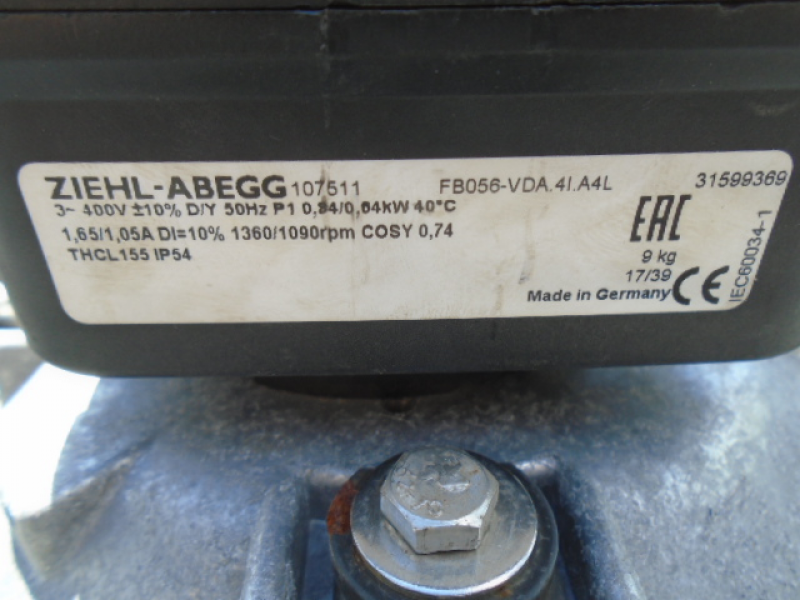 ZIEHL-ABEGG 107511 FB056-VDA.4I.A4L 31599369
3~ 400V ±10% D/Y 50Hz P1 0,84/0,64kW 40°C
1,65/1,05A DI=10% 1360/1090rpm COSY 0,74
THCL155 IP54
EAC
9 kg
17/39
Made in Germany CE
IEC60034-1